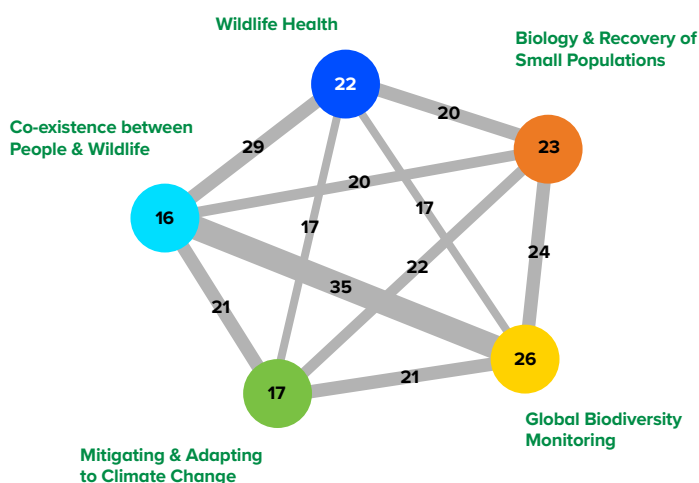 Wildlife Health
Biology & Recovery of
Small Populations
22
20
Co-existence between
People & Wildlife
29
23
20
16
17
17
24
22
35
21
26
21
17
Global Biodiversity
Monitoring
Mitigating & Adapting
to Climate Change